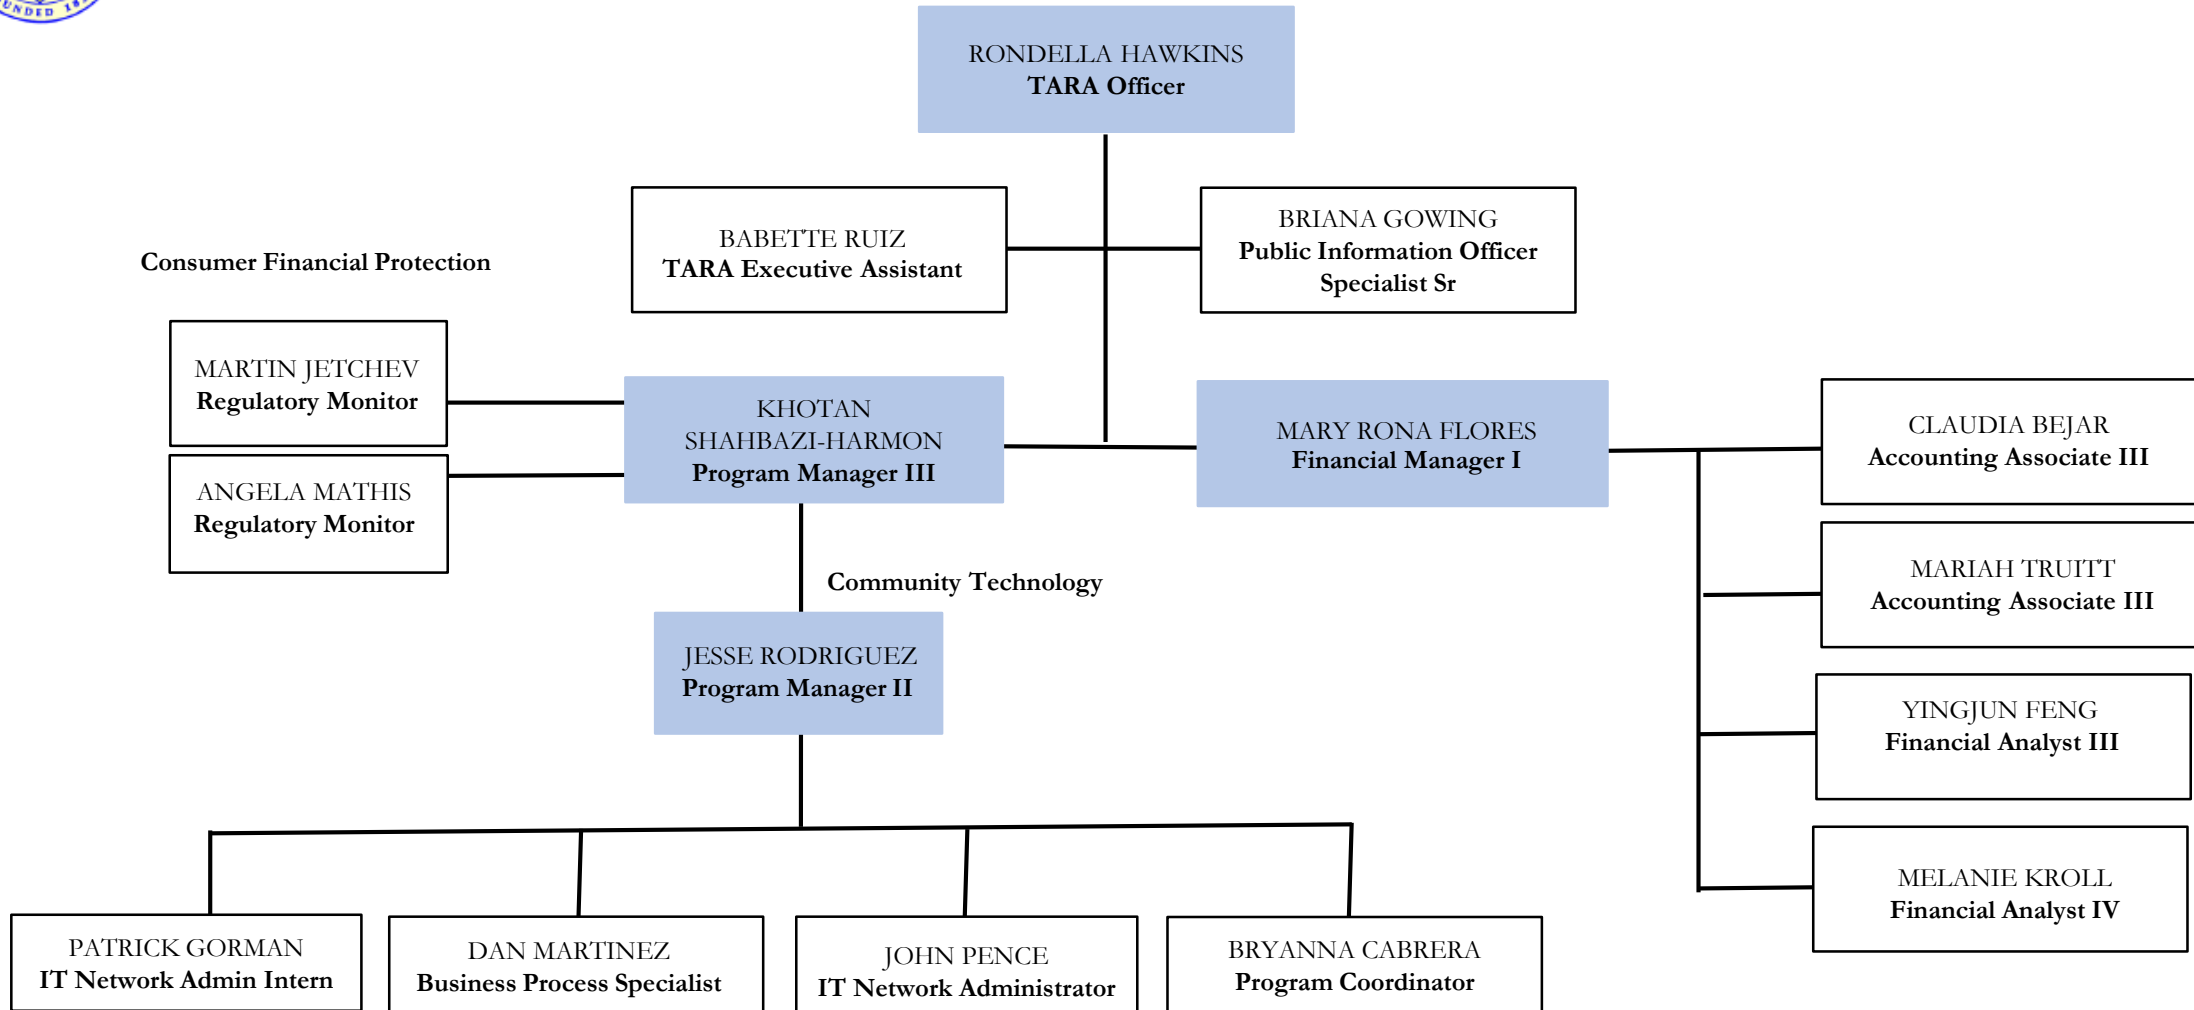 UNDED 18
RONDELLA HAWKINS
TARA Officer
BABETTE RUIZ
TARA Executive Assistant
BRIANA GOWING
Public Information Officer
Specialist Sr
Consumer Financial Protection
MARTIN JETCHEV
Regulatory Monitor
ANGELA MATHIS
Regulatory Monitor
KHOTAN
SHAHBAZI-HARMON
Program Manager III
MARY RONA FLORES
Financial Manager I
CLAUDIA BEJAR
Accounting Associate III
MARIAH TRUITT
Accounting Associate III
YINGJUN FENG
Financial Analyst III
MELANIE KROLL
Financial Analyst IV
Community Technology
JESSE RODRIGUEZ
Program Manager II
PATRICK GORMAN
IT Network Admin Intern
DAN MARTINEZ
Business Process Specialist
JOHN PENCE
IT Network Administrator
BRYANNA CABRERA
Program Coordinator